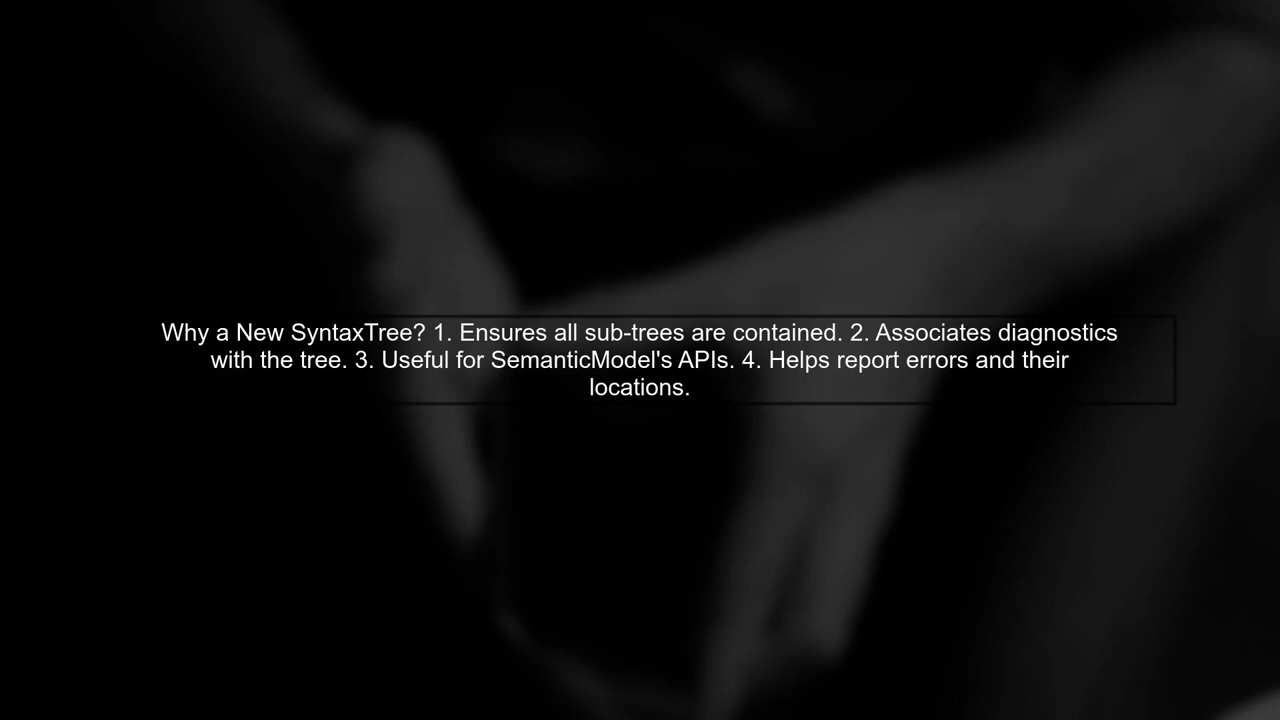 Why a New SyntaxTree? 1. Ensures all sub-trees are contained. 2. Associates diagnostics
with the tree. 3. Useful for SemanticModel's APIs. 4. Helps report errors and their
locations.